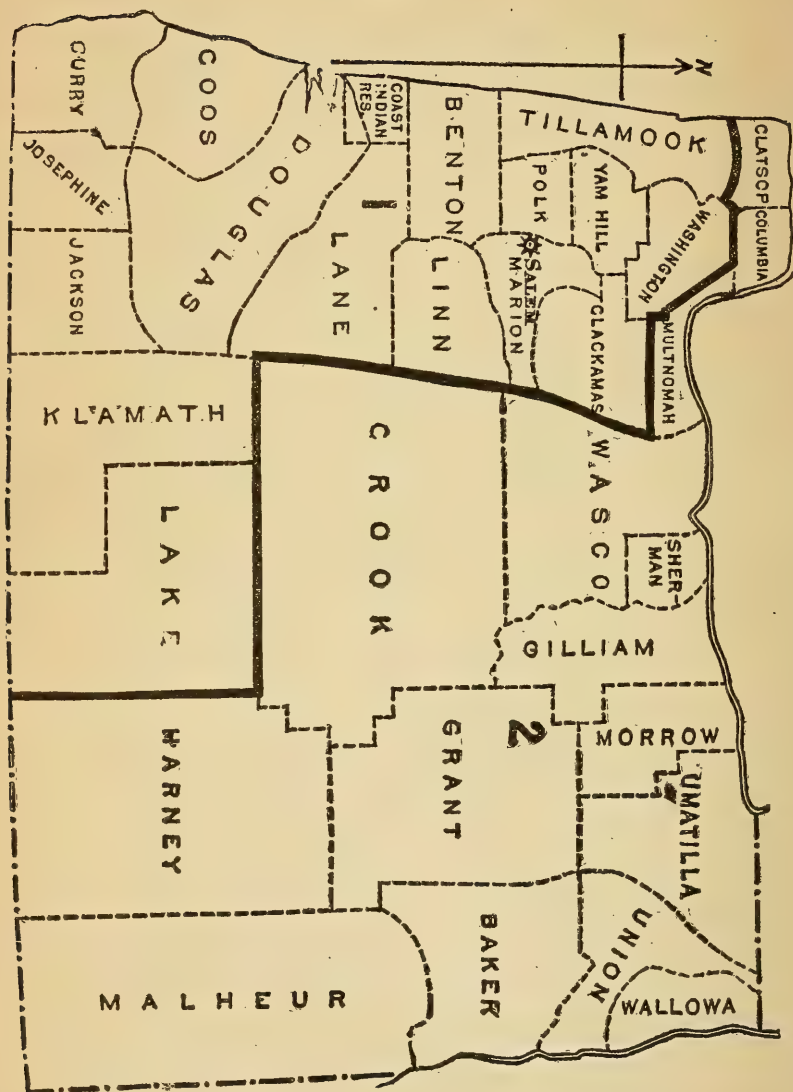 N
CLATSOP
COLUMBIA
TILLAMOOK
WASHINGTON
MULTNOMAH
YAM HILL
POLK
SALEM
MARION
CLACKAMAS
BENTON
LINN
COAST
INDIAN
RES.
1
LANE
DOUGLAS
COOS
CURRY
JOSEPHINE
JACKSON
KLAMATH
LAKE
CROOK
WASCO
SHER-
MAN
GILLIAM
MORROW
UMATILLA
2
GRANT
UNION
WALLOWA
BAKER
HARNEY
MALHEUR